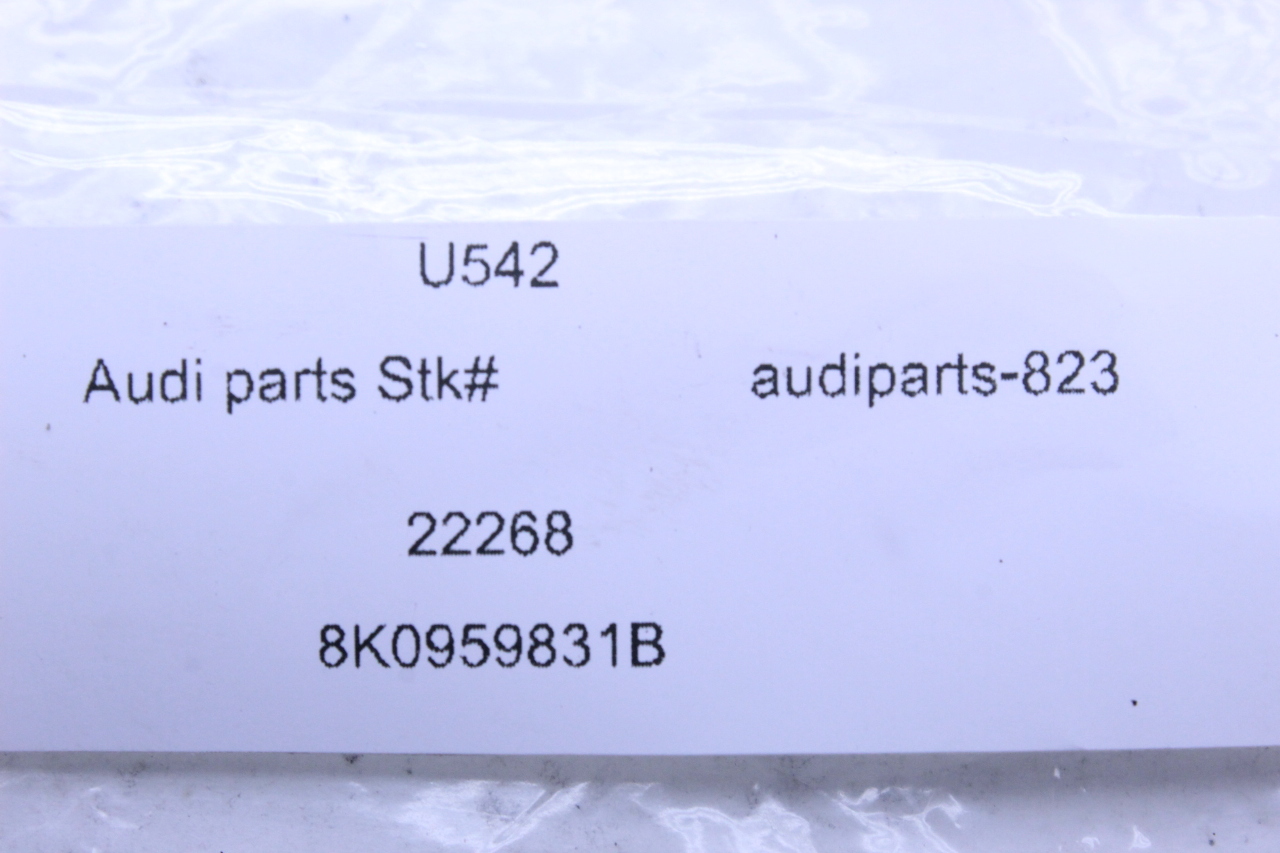 U542
Audi parts Stk# audiparts-823
22268
8K0959831B